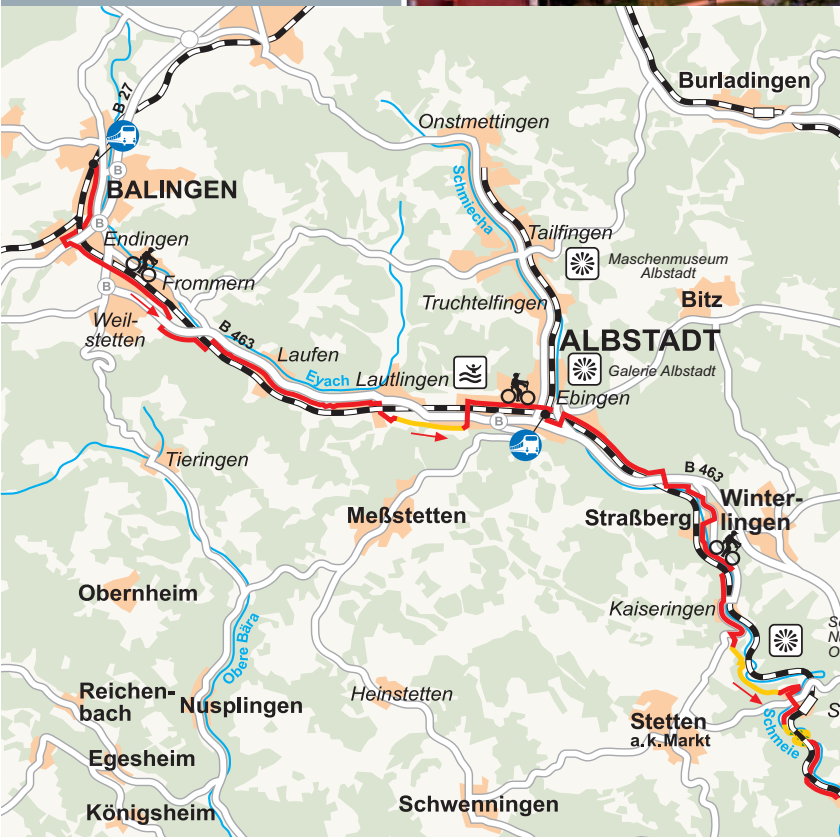 Burladingen
B 27
Onstmettingen
Schmiecha
B
BALINGEN
B
Endingen
Tailfingen
Maschenmuseum
Albstadt
Frommern
B
Truchtelfingen
Bitz
Weil-
stetten
B 463
ALBSTADT
Laufen
Eyach
Lautlingen
Galerie Albstadt
Ebingen
B
Tieringen
B 463
Winter-
lingen
Meßstetten
Straßberg
Obernheim
Kaiseringen
Obere Bära
Reichen-
bach
Nusplingen
Heinstetten
Stetten
a.k.Markt
Schmeie
Egesheim
Schwenningen
Königsheim